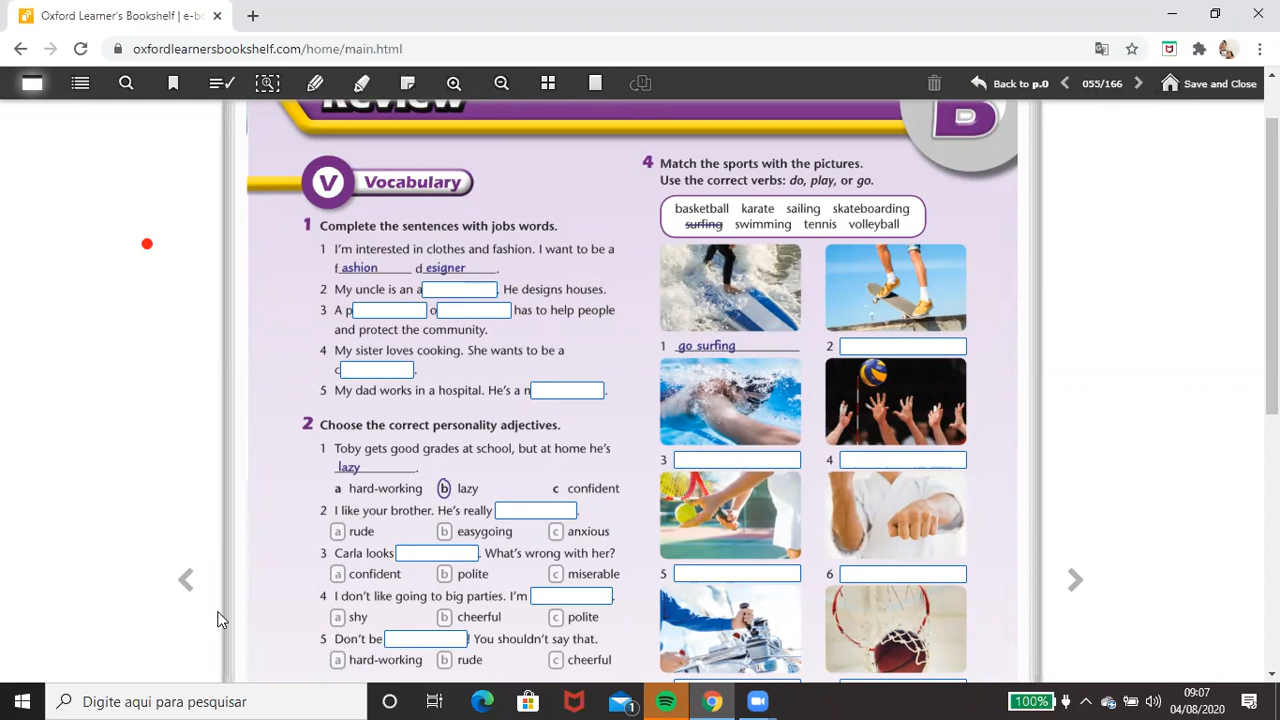 Oxford Learner's Bookshelf | e-bo
oxfordlearnersbookshelf.com/home/main.html
Back to p.0
055/166
Save and Close
Review
B
V Vocabulary
1 Complete the sentences with jobs words.
1 I'm interested in clothes and fashion. I want to be a
fashion designer.
2 My uncle is an a . He designs houses.
3 A p o has to help people
and protect the community.
4 My sister loves cooking. She wants to be a
c .
5 My dad works in a hospital. He's a n .
2 Choose the correct personality adjectives.
1 Toby gets good grades at school, but at home he's
lazy .
a hard-working b lazy c confident
2 I like your brother. He's really .
a rude b easygoing c anxious
3 Carla looks . What's wrong with her?
a confident b polite c miserable
4 I don't like going to big parties. I'm .
a shy b cheerful c polite
5 Don't be ! You shouldn't say that.
a hard-working b rude c cheerful
4 Match the sports with the pictures.
Use the correct verbs: do, play, or go.
basketball karate sailing skateboarding
surfing swimming tennis volleyball
1 go surfing
2
3
4
5
6
Digite aqui para pesquisar
1
100%
09:07
04/08/2020